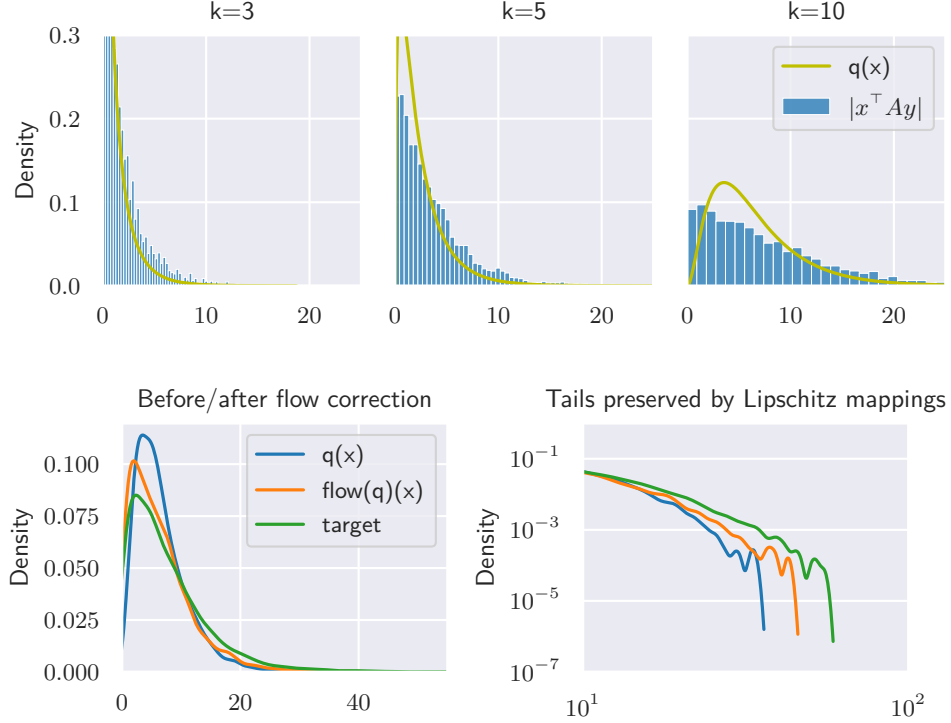 k=3
k=5
k=10
0.3
0.2
0.1
0.0
Density
0 10 20
0 10 20
0 10 20
q(x)
|x⊤Ay|
Before/after flow correction
0.100
0.075
0.050
0.025
0.000
Density
0 20 40
q(x)
flow(q)(x)
target
Tails preserved by Lipschitz mappings
10⁻¹
10⁻³
10⁻⁵
10⁻⁷
Density
10¹ 10²